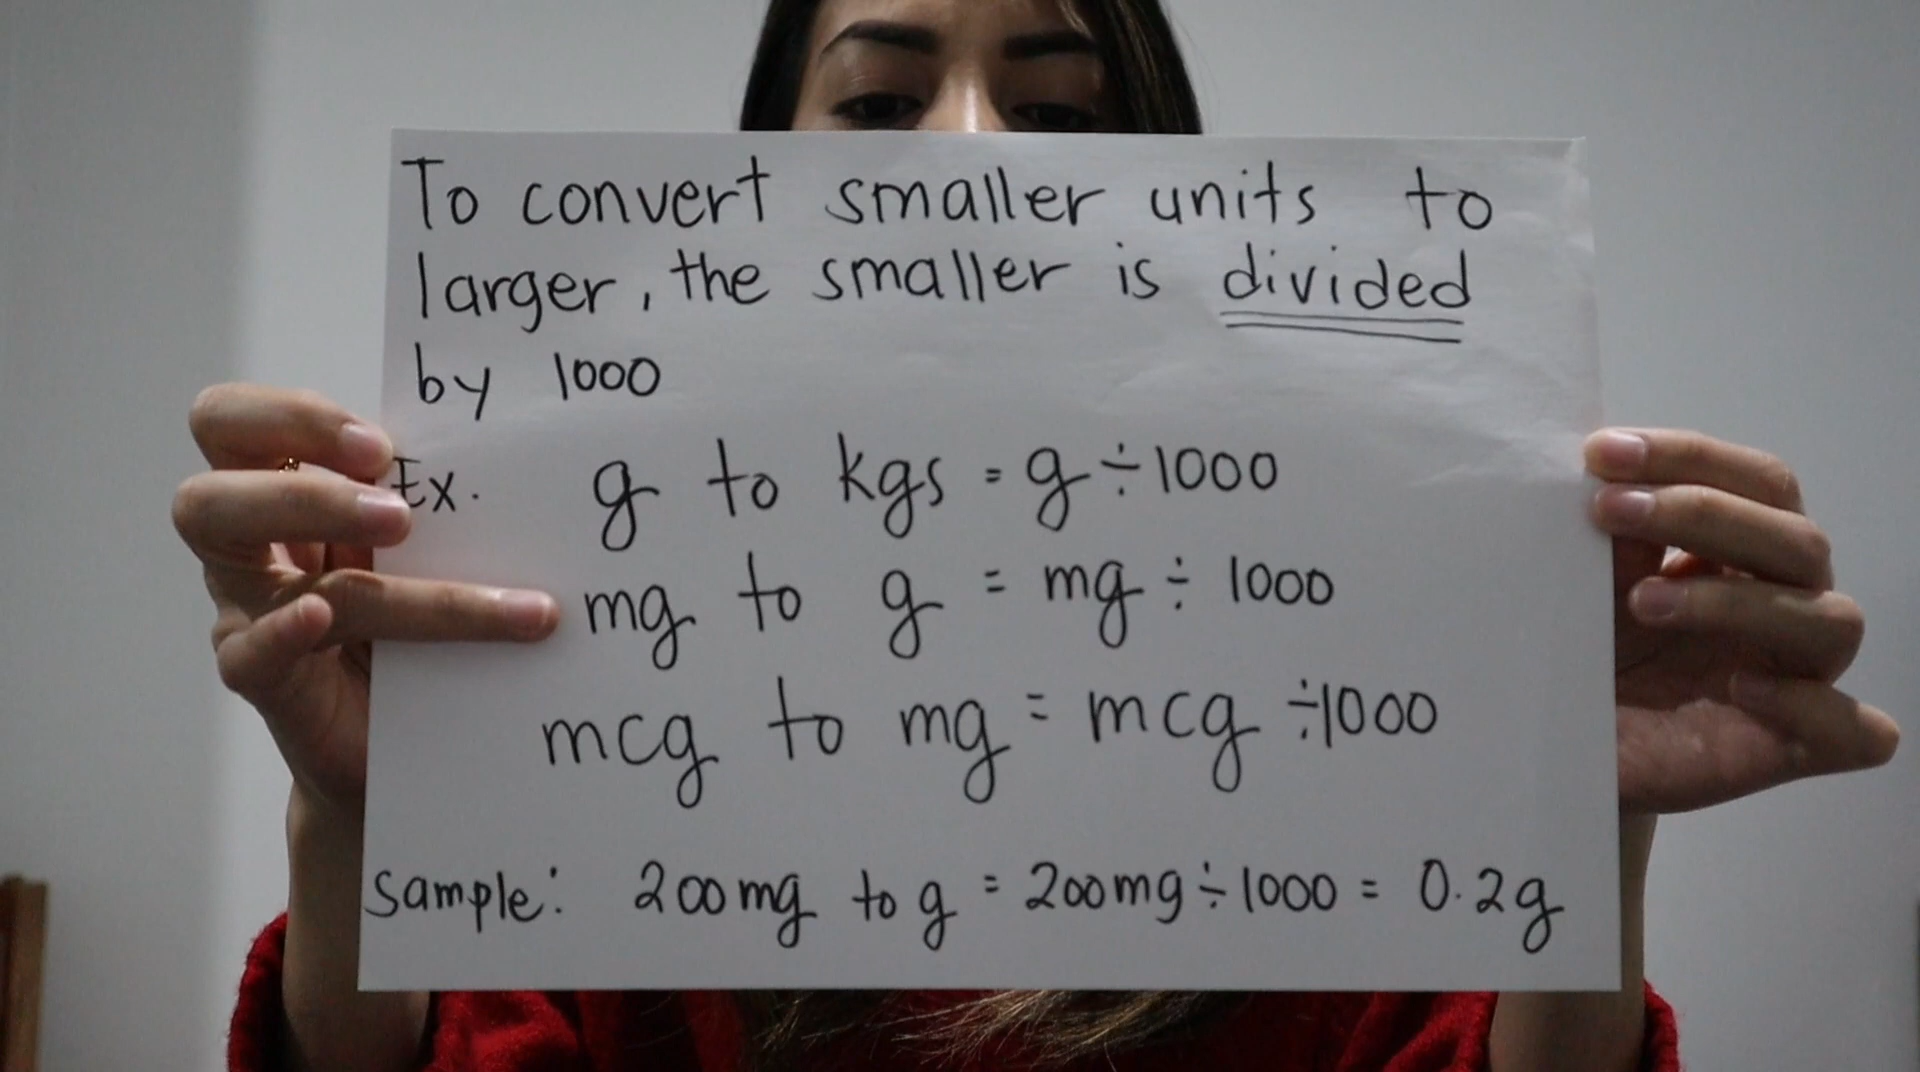 To convert smaller units to
larger, the smaller is divided
by 1000
Ex. g to kgs = g ÷ 1000
mg to g = mg ÷ 1000
mcg to mg = mcg ÷ 1000
Sample: 200mg to g = 200mg ÷ 1000 = 0.2g